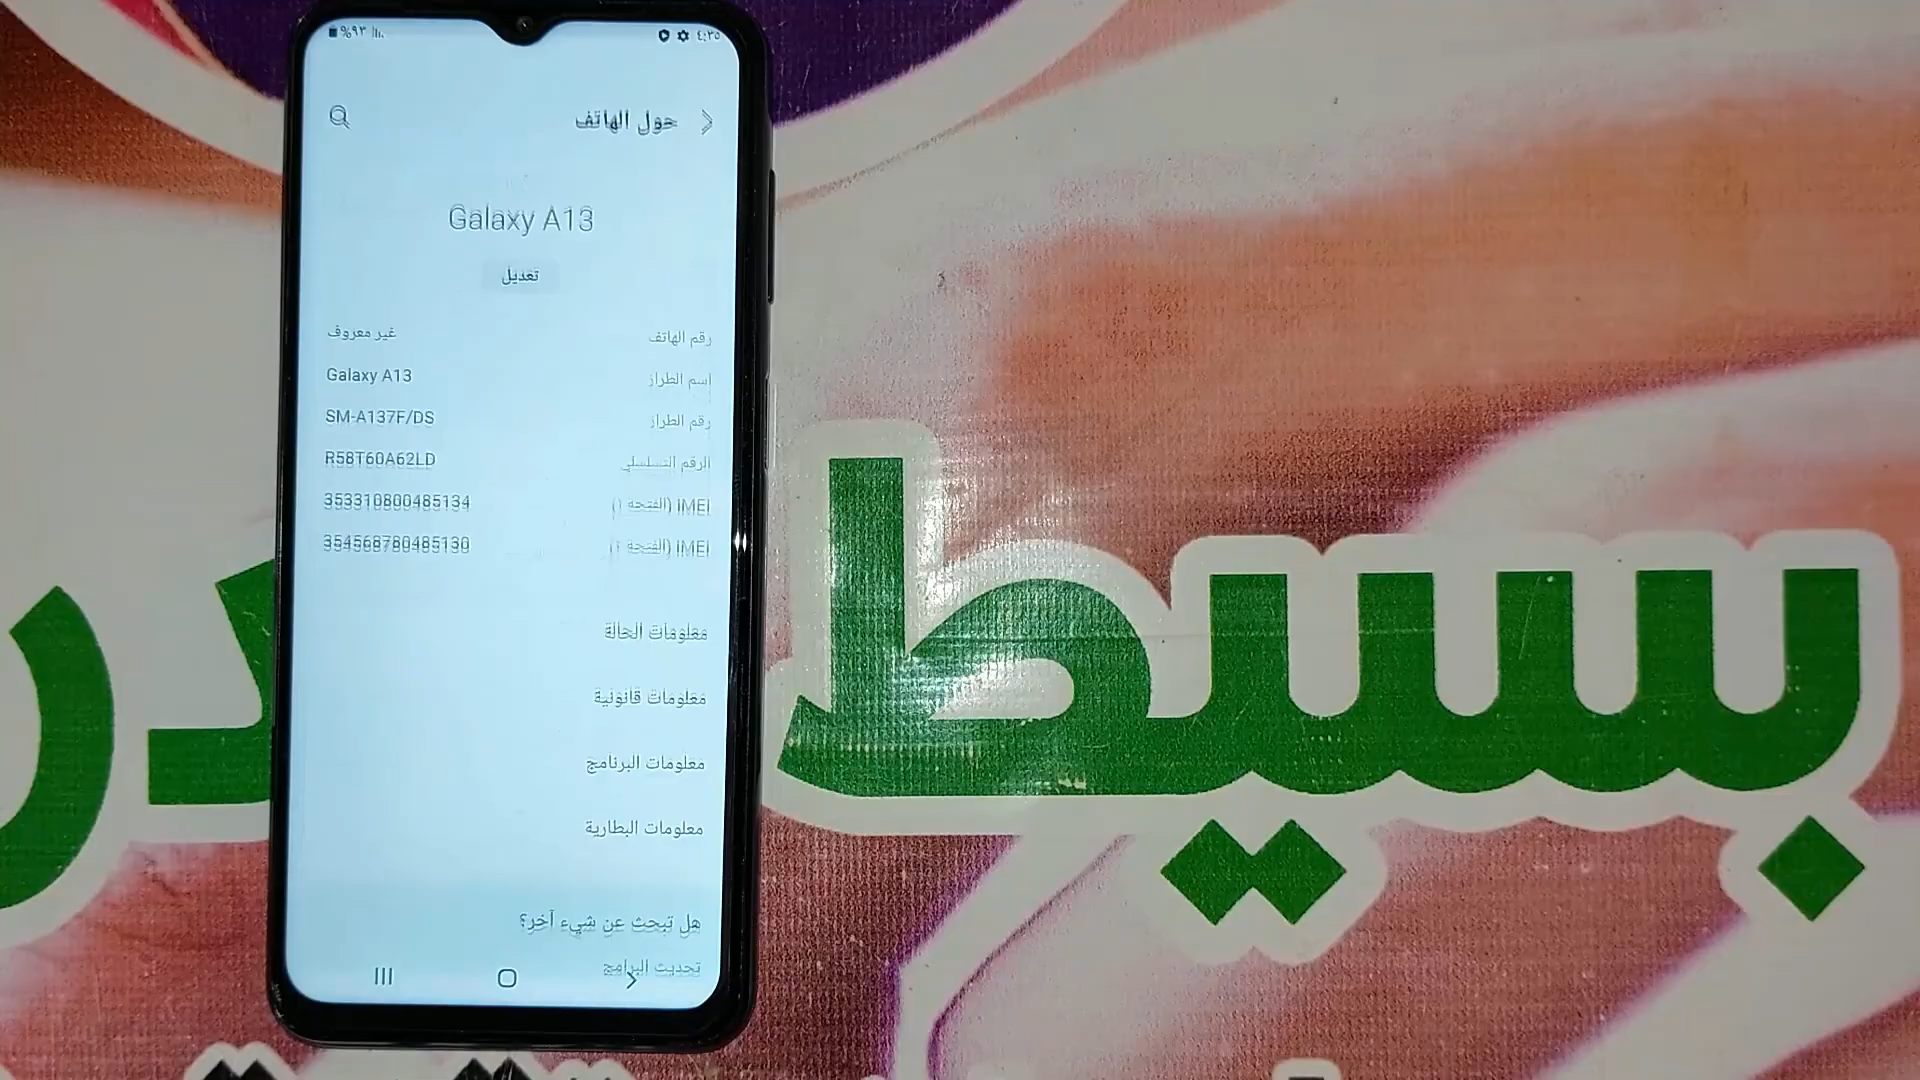 ٤:٣٥ %٩٣
حول الهاتف
Galaxy A13
تعديل
رقم الهاتف غير معروف
اسم الطراز Galaxy A13
رقم الطراز SM-A137F/DS
الرقم التسلسلي R58T60A62LD
IMEI (الفتحة ١) 353310800485134
IMEI (الفتحة ٢) 354568780485130
معلومات الحالة
معلومات قانونية
معلومات البرنامج
معلومات البطارية
هل تبحث عن شيء آخر؟
تحديث البرامج
بسيط